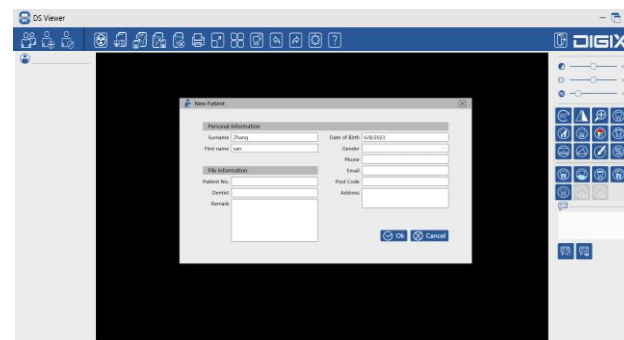 DS Viewer
DIGIX
New Patient
Personal information
Surname Zhang Date of Birth 6/6/2023
First name san Gender
Phone
File information Email
Patient No. Post Code
Dentist Address
Remark
Ok Cancel